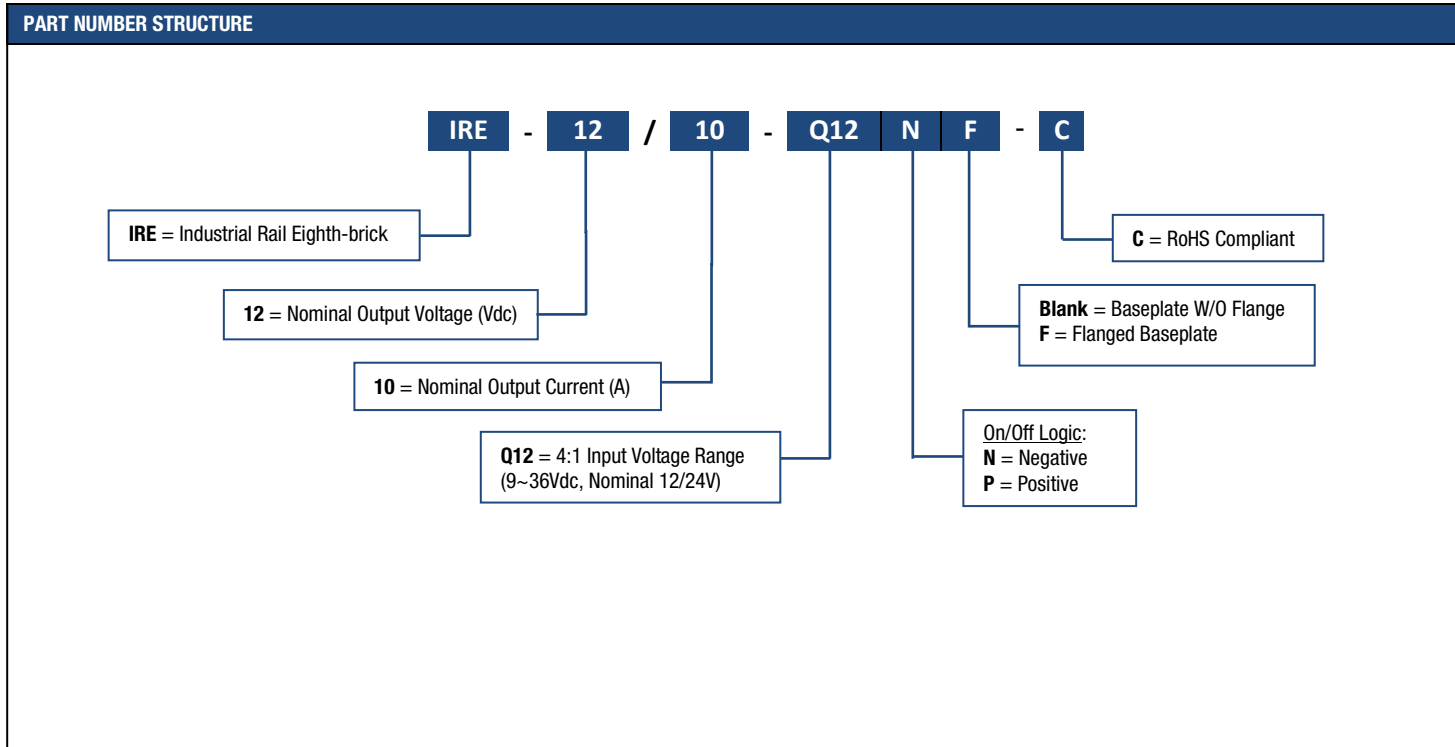 PART NUMBER STRUCTURE
IRE - 12 / 10 - Q12 N F - C
IRE = Industrial Rail Eighth-brick
C = RoHS Compliant
12 = Nominal Output Voltage (Vdc)
Blank = Baseplate W/O Flange
F = Flanged Baseplate
10 = Nominal Output Current (A)
Q12 = 4:1 Input Voltage Range
(9~36Vdc, Nominal 12/24V)
On/Off Logic:
N = Negative
P = Positive